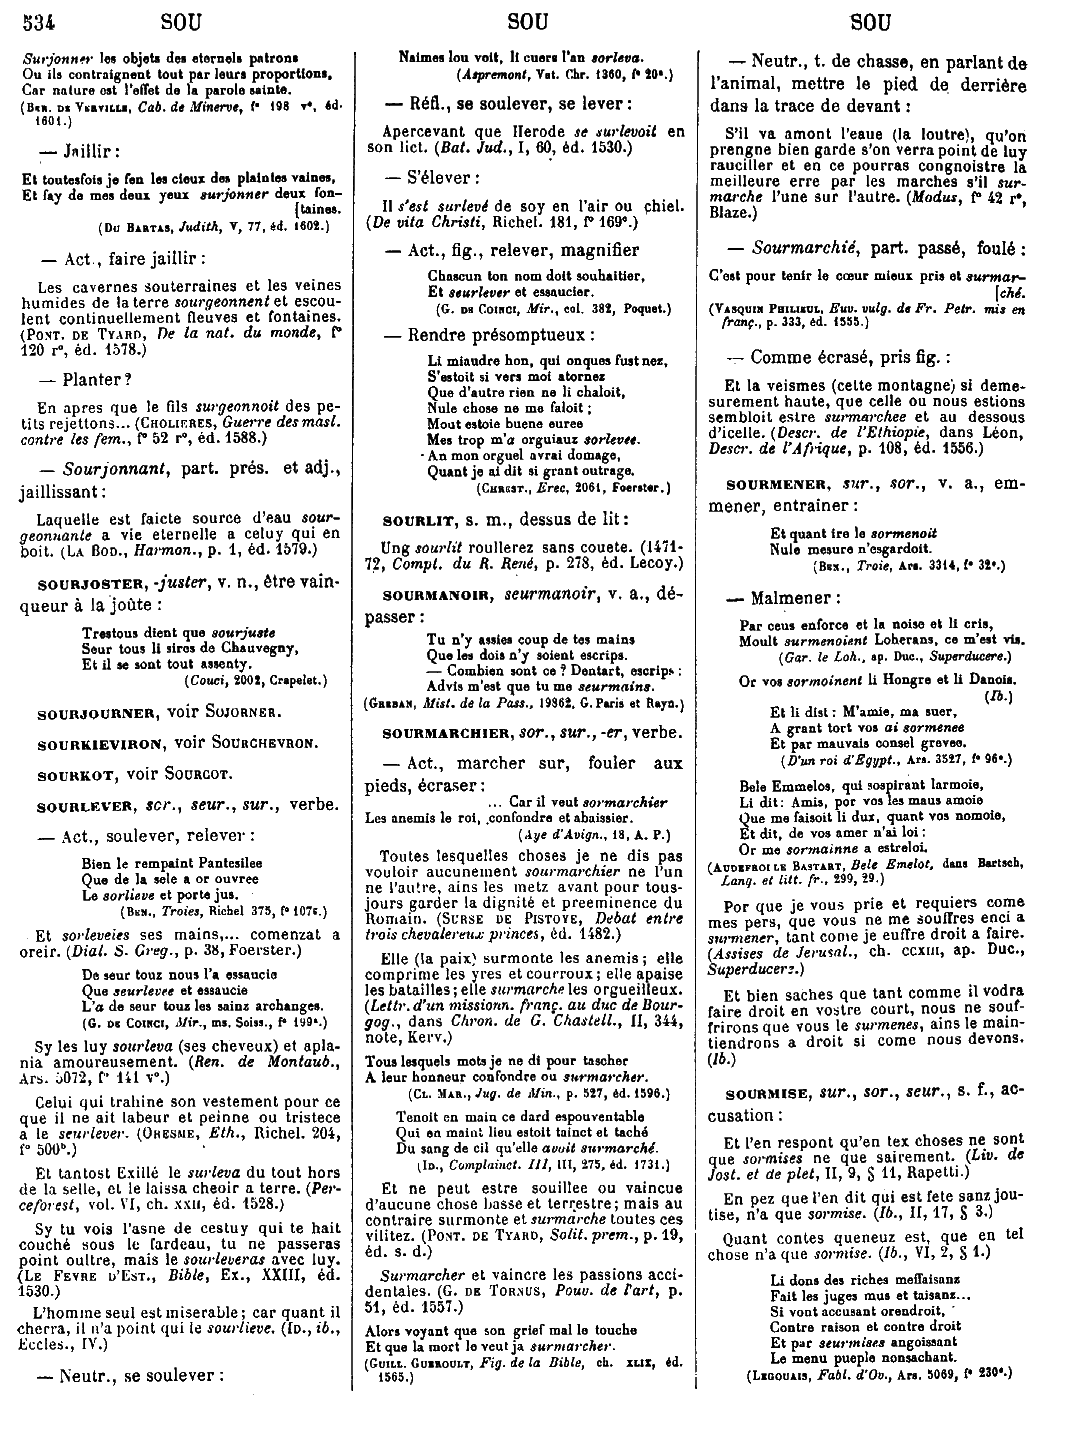 534 SOU SOU SOU
Surjonner les objets des eternels patrons
Ou ils contraignent tout par leurs proportions,
Car nature est l'effet de la parole sainte.
(BER. DE VERVILLE, Cab. de Minerve, f° 198 r°, éd.
1601.)
— Jaillir :
Et toutesfois je fen les cieux des plaintes vaines,
Et fay de mes deux yeux surjonner deux fon-
[taines.
(DU BARTAS, Judith, V, 77, éd. 1602.)
— Act., faire jaillir :
Les cavernes souterraines et les veines
humides de la terre sourgeonnent et escou-
lent continuellement fleuves et fontaines.
(PONT. DE TYARD, De la nat. du monde, f°
120 r°, éd. 1578.)
— Planter ?
En apres que le fils surgeonnoit des pe-
tits rejettons... (CHOLIERES, Guerre des masl.
contre les fem., f° 52 r°, éd. 1588.)
— Sourjonnant, part. prés. et adj.,
jaillissant :
Laquelle est faicte source d'eau sour-
geonnante a vie eternelle a celuy qui en
boit. (LA BOD., Harmon., p. 1, éd. 1579.)
SOURJOSTER, -juster, v. n., être vain-
queur à la joûte :
Trestous dient que sourjuste
Seur tous li sires de Chauvegny,
Et il se sont tout assenty.
(Couci, 2002, Crapelet.)
SOURJOURNER, voir SOJORNER.
SOURKIEVIRON, voir SOURCHEVRON.
SOURKOT, voir SOURCOT.
SOURLEVER, scr., seur., sur., verbe.
— Act., soulever, relever :
Bien le rempaint Pantesilee
Que de la sele a or ouvree
Le sorlieve et porte jus.
(BEN., Troies, Richel 375, f° 107c.)
Et sorleveies ses mains,... comenzat a
oreir. (Dial. S. Greg., p. 38, Foerster.)
De seur touz nous l'a essaucie
Que seurlevee et essaucie
L'a de seur touz les sainz archanges.
(G. DE COINCI, Mir., ms. Soiss., f° 199a.)
Sy les luy sourleva (ses cheveux) et apla-
nia amoureusement. (Ren. de Montaub.,
Ars. 5072, f° 141 v°.)
Celui qui trahine son vestement pour ce
que il ne ait labeur et peinne ou tristece
a le seurlever. (ORESME, Eth., Richel. 204,
f° 500b.)
Et tantost Exillé le surleva du tout hors
de la selle, et le laissa cheoir a terre. (Per-
ceforest, vol. VI, ch. XXII, éd. 1528.)
Sy tu vois l'asne de cestuy qui te hait
couché sous le fardeau, tu ne passeras
point oultre, mais le sourleveras avec luy.
(LE FEVRE D'EST., Bible, Ex., XXIII, éd.
1530.)
L'homme seul est miserable ; car quant il
cherra, il n'a point qui le sourlieve. (ID., ib.,
Eccles., IV.)
— Neutr., se soulever :
Naimes lou voit, li cuers l'an sorleva.
(Aspremont, Vat. Chr. 1360, f° 20a.)
— Réfl., se soulever, se lever :
Apercevant que Herode se surlevoit en
son lict. (Bat. Jud., I, 60, éd. 1530.)
— S'élever :
Il s'est surlevé de soy en l'air ou chiel.
(De vita Christi, Richel. 181, f° 169a.)
— Act., fig., relever, magnifier
Chascun ton nom doit souhaitier,
Et seurlever et essaucier.
(G. DE COINCI, Mir., col. 382, Poquet.)
— Rendre présomptueux :
Li miaudre hon, qui onques fust nez,
S'estoit si vers moi atornez
Que d'autre rien ne li chaloit,
Nule chose ne me faloit ;
Mout estoie buene euree
Mes trop m'a orguiauz sorlevee.
An mon orguel avrai domage,
Quant je ai dit si grant outrage.
(CHREST., Erec, 2061, Foerster.)
SOURLIT, s. m., dessus de lit :
Ung sourlit roullerez sans couete. (1471-
72, Compt. du R. René, p. 278, éd. Lecoy.)
SOURMANOIR, seurmanoir, v. a., dé-
passer :
Tu n'y assies coup de tes mains
Que les dois n'y soient escrips.
— Combien sont ce ? Dentart, escrips :
Advis m'est que tu me seurmains.
(GREBAN, Mist. de la Pass., 19862, G. Paris et Rayn.)
SOURMARCHIER, sor., sur., -er, verbe.
— Act., marcher sur, fouler aux
pieds, écraser :
... Car il veut sormarchier
Les anemis le roi, confondre et abaissier.
(Aye d'Avign., 18, A. P.)
Toutes lesquelles choses je ne dis pas
vouloir aucunement sourmarchier ne l'un
ne l'autre, ains les metz avant pour tous-
jours garder la dignité et preeminence du
Romain. (SURSE DE PISTOYE, Debat entre
trois chevalereux princes, éd. 1482.)
Elle (la paix) surmonte les anemis ; elle
comprime les yres et courroux ; elle apaise
les batailles ; elle surmarche les orgueilleux.
(Lettr. d'un missionn. franç. au duc de Bour-
gog., dans Chron. de G. Chastell., II, 344,
note, Kerv.)
Tous lesquels mots je ne di pour tascher
A leur honneur confondre ou surmarcher.
(CL. MAR., Jug. de Min., p. 527, éd. 1596.)
Tenoit en main ce dard espouventable
Qui en maint lieu estoit tainct et taché
Du sang de cil qu'elle avoit surmarché.
(ID., Complainct. III, III, 275, éd. 1731.)
Et ne peut estre souillee ou vaincue
d'aucune chose basse et terrestre ; mais au
contraire surmonte et surmarche toutes ces
vilitez. (PONT. DE TYARD, Solit. prem., p. 19,
éd. s. d.)
Surmarcher et vaincre les passions acci-
dentales. (G. DE TORNUS, Pouv. de l'art, p.
51, éd. 1557.)
Alors voyant que son grief mal le touche
Et que la mort le veut ja surmarcher.
(GUILL. GUEROULT, Fig. de la Bible, ch. XLIX, éd.
1565.)
— Neutr., t. de chasse, en parlant de
l'animal, mettre le pied de derrière
dans la trace de devant :
S'il va amont l'eaue (la loutre), qu'on
prengne bien garde s'on verra point de luy
rauciller et en ce pourras congnoistre la
meilleure erre par les marches s'il sur-
marche l'une sur l'autre. (Modus, f° 42 r°,
Blaze.)
— Sourmarchié, part. passé, foulé :
C'est pour tenir le cœur mieux pris et surmar-
[ché.
(VASQUIN PHILIEUL, Euv. vulg. de Fr. Petr. mis en
franç., p. 333, éd. 1555.)
— Comme écrasé, pris fig. :
Et la veismes (celte montagne) si deme-
surement haute, que celle ou nous estions
sembloit estre surmarchee et au dessous
d'icelle. (Descr. de l'Ethiopie, dans Léon,
Descr. de l'Afrique, p. 108, éd. 1556.)
SOURMENER, sur., sor., v. a., em-
mener, entrainer :
Et quant ire le sormenoit
Nule mesure n'esgardoit.
(BEN., Troie, Ars. 3314, f° 32a.)
— Malmener :
Par ceus enforce et la noise et li cris,
Moult surmenoient Loherans, ce m'est vis.
(Gar. le Loh., ap. Duc., Superducere.)
Or vos sormoinent li Hongre et li Danois.
(Ib.)
Et li dist : M'amie, ma suer,
A grant tort vos ai sormenee
Et par mauvais consel grevee.
(D'un roi d'Egypt., Ars. 3527, f° 96a.)
Bele Emmelos, qui sospirant larmoie,
Li dit : Amis, por vos les maus amoie
Que me faisoit li dux, quant vos nomoie,
Et dit, de vos amer n'ai loi :
Or me sormainne a estreloi.
(AUDEFROI LE BASTART, Bele Emelot, dans Bartsch,
Lang. et litt. fr., 299, 29.)
Por que je vous prie et requiers come
mes pers, que vous ne me souffres enci a
surmener, tant come je euffre droit a faire.
(Assises de Jerusal., ch. CCXIII, ap. Duc.,
Superducere.)
Et bien saches que tant comme il vodra
faire droit en vostre court, nous ne souf-
frirons que vous le surmenes, ains le main-
tiendrons a droit si come nous devons.
(Ib.)
SOURMISE, sur., sor., seur., s. f., ac-
cusation :
Et l'en respont qu'en tex choses ne sont
que sormises ne que sairement. (Liv. de
Jost. et de plet, II, 9, § 11, Rapetti.)
En pez que l'en dit qui est fete sanz jou-
tise, n'a que sormise. (Ib., II, 17, § 3.)
Quant contes queneuz est, que en tel
chose n'a que sormise. (Ib., VI, 2, § 1.)
Li dons des riches meffaisanz
Fait les juges mus et taisanz...
Si vont accusant orendroit,
Contre raison et contre droit
Et par seurmises angoissant
Le menu pueple nonsachant.
(LEGOUAIS, Fabl. d'Ov., Ars. 5069, f° 230a.)